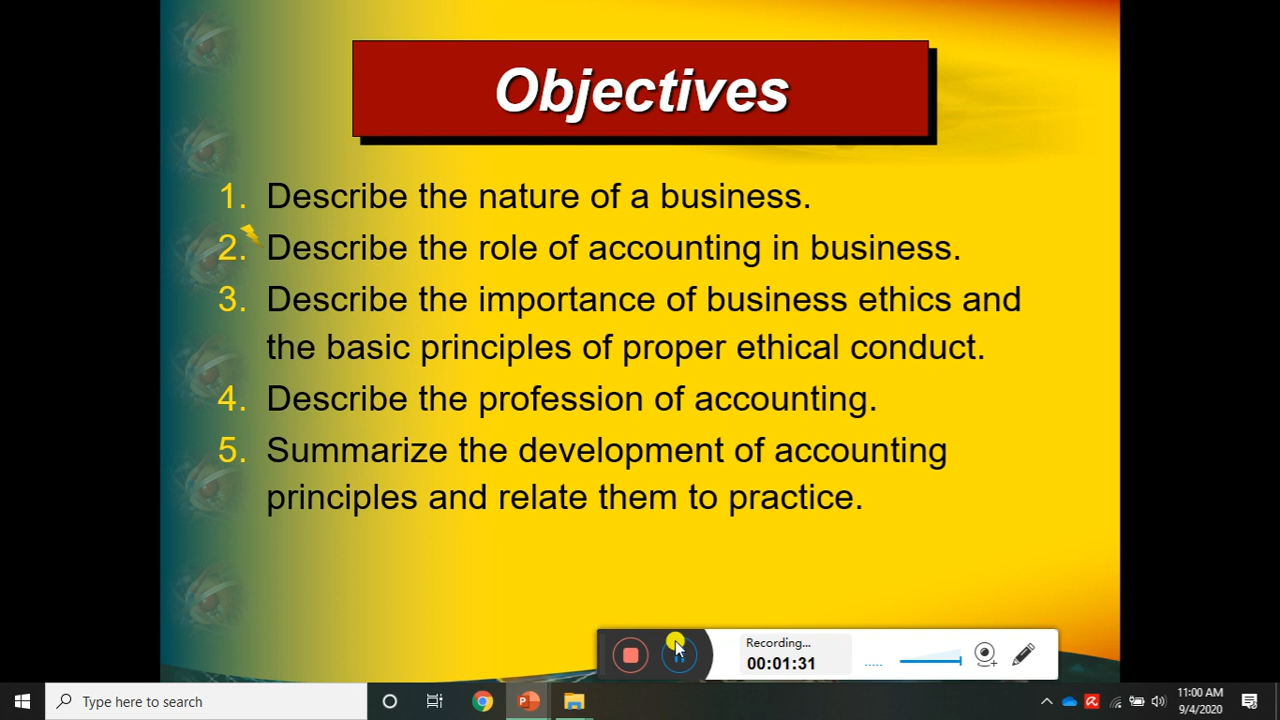 Objectives
1. Describe the nature of a business.
2. Describe the role of accounting in business.
3. Describe the importance of business ethics and
the basic principles of proper ethical conduct.
4. Describe the profession of accounting.
5. Summarize the development of accounting
principles and relate them to practice.
Recording...
00:01:31
Type here to search
11:00 AM
9/4/2020